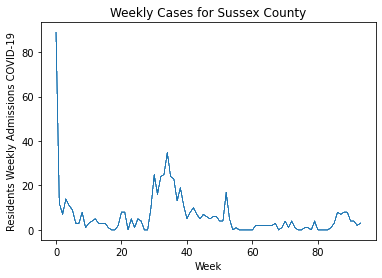 Weekly Cases for Sussex County
Residents Weekly Admissions COVID-19
80
60
40
20
0
0 20 40 60 80
Week